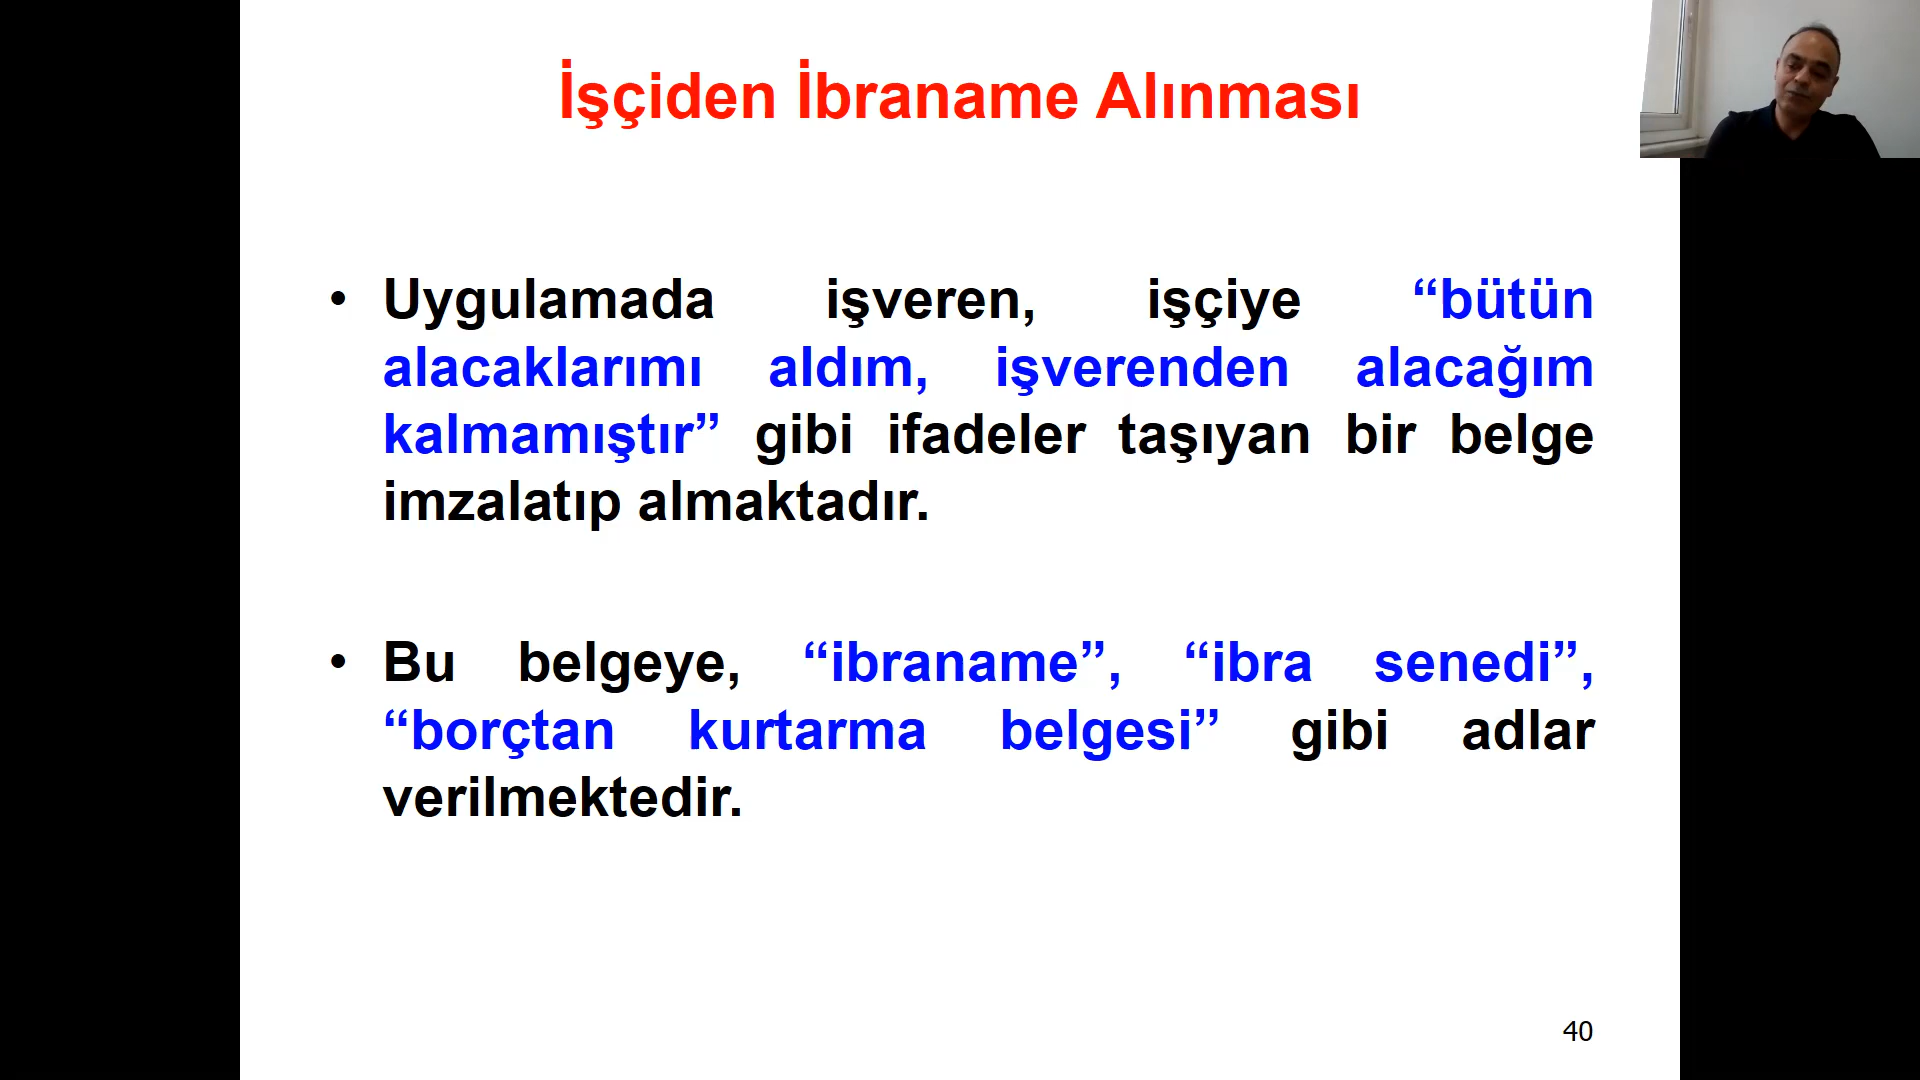 İşçiden İbraname Alınması
• Uygulamada işveren, işçiye “bütün
alacaklarımı aldım, işverenden alacağım
kalmamıştır” gibi ifadeler taşıyan bir belge
imzalatıp almaktadır.
• Bu belgeye, “ibraname”, “ibra senedi”,
“borçtan kurtarma belgesi” gibi adlar
verilmektedir.
40